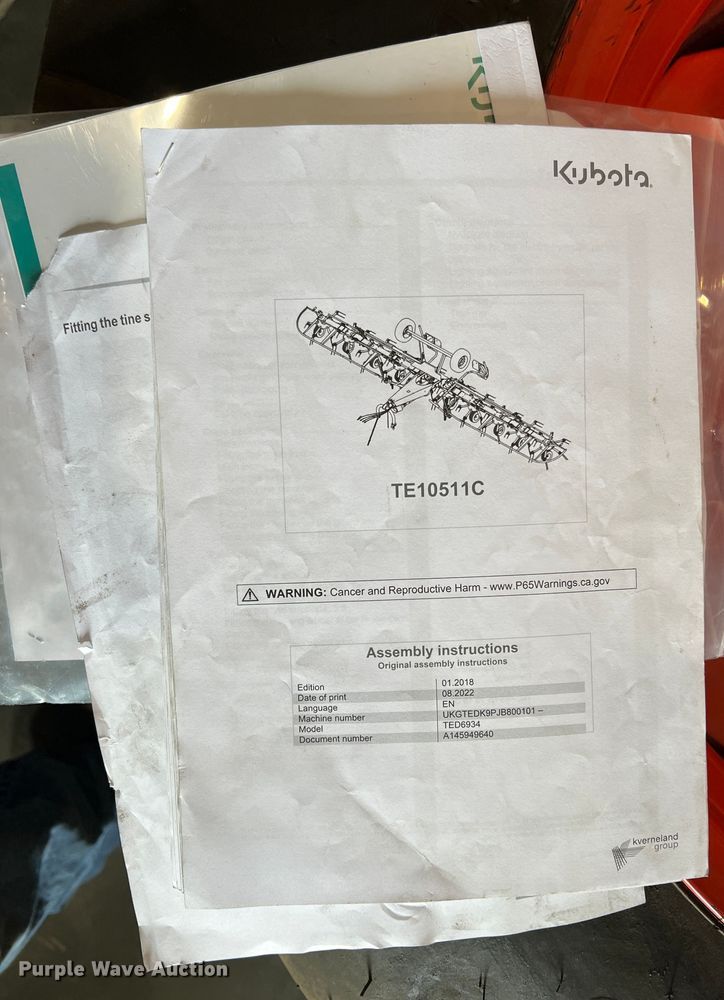 Kubota
Fitting the tine s
TE10511C
WARNING: Cancer and Reproductive Harm - www.P65Warnings.ca.gov
Assembly instructions
Original assembly instructions
Edition 01.2018
Date of print 08.2022
Language EN
Machine number UKGTEDK9PJB800101 –
Model TED6934
Document number A145949640
kverneland
group
Purple Wave Auction